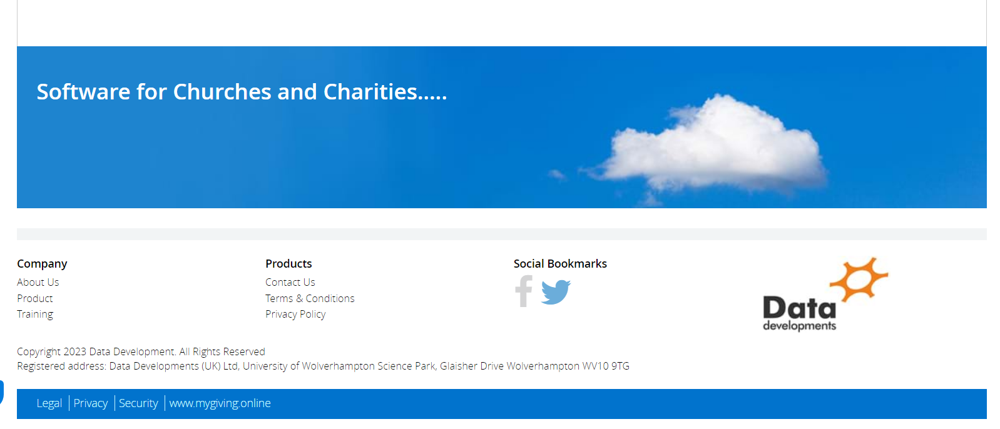 Software for Churches and Charities.....
Company
About Us
Product
Training
Products
Contact Us
Terms & Conditions
Privacy Policy
Social Bookmarks
Data
developments
Copyright 2023 Data Development. All Rights Reserved
Registered address: Data Developments (UK) Ltd, University of Wolverhampton Science Park, Glaisher Drive Wolverhampton WV10 9TG
Legal | Privacy | Security | www.mygiving.online